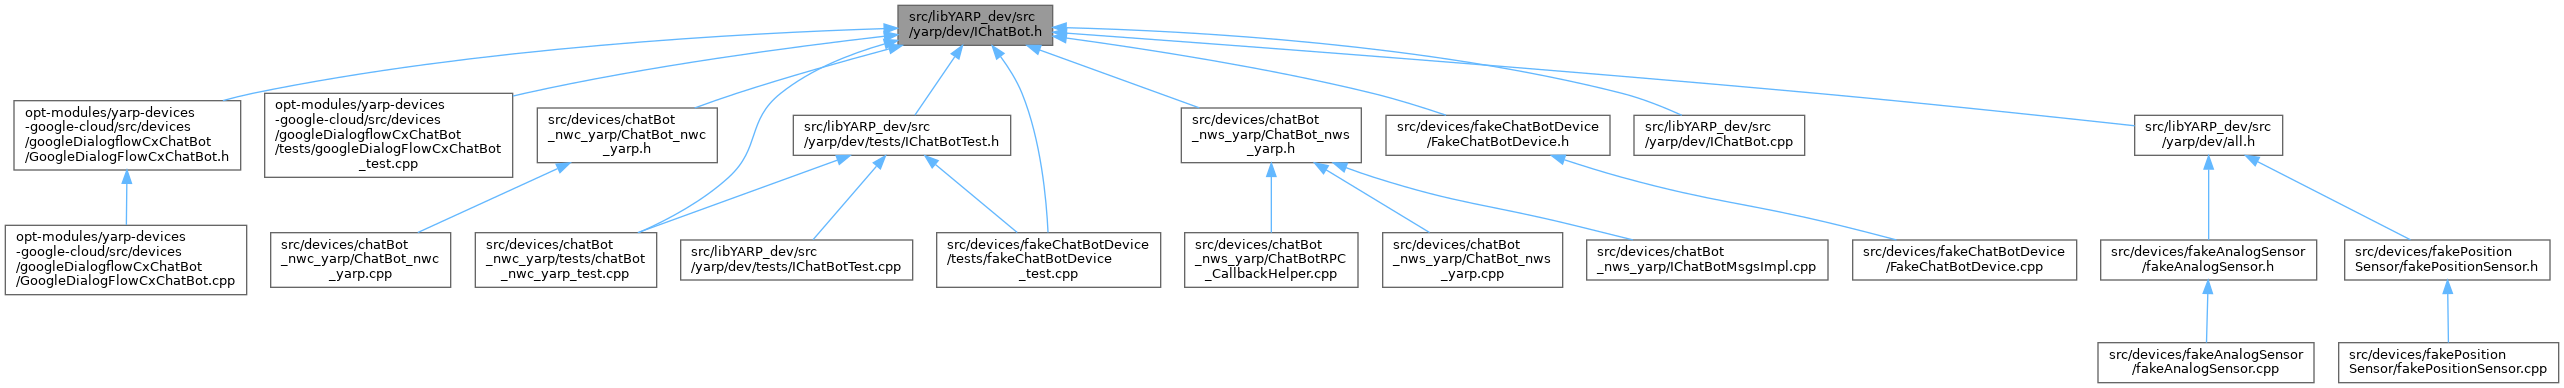 src/libYARP_dev/src
/yarp/dev/IChatBot.h
opt-modules/yarp-devices
-google-cloud/src/devices
/googleDialogflowCxChatBot
/GoogleDialogFlowCxChatBot.h
opt-modules/yarp-devices
-google-cloud/src/devices
/googleDialogflowCxChatBot
/tests/googleDialogFlowCxChatBot
_test.cpp
src/devices/chatBot
_nwc_yarp/ChatBot_nwc
_yarp.h
src/libYARP_dev/src
/yarp/dev/tests/IChatBotTest.h
src/devices/chatBot
_nws_yarp/ChatBot_nws
_yarp.h
src/devices/fakeChatBotDevice
/FakeChatBotDevice.h
src/libYARP_dev/src
/yarp/dev/IChatBot.cpp
src/libYARP_dev/src
/yarp/dev/all.h
opt-modules/yarp-devices
-google-cloud/src/devices
/googleDialogflowCxChatBot
/GoogleDialogFlowCxChatBot.cpp
src/devices/chatBot
_nwc_yarp/ChatBot_nwc
_yarp.cpp
src/devices/chatBot
_nwc_yarp/tests/chatBot
_nwc_yarp_test.cpp
src/libYARP_dev/src
/yarp/dev/tests/IChatBotTest.cpp
src/devices/fakeChatBotDevice
/tests/fakeChatBotDevice
_test.cpp
src/devices/chatBot
_nws_yarp/ChatBotRPC
_CallbackHelper.cpp
src/devices/chatBot
_nws_yarp/ChatBot_nws
_yarp.cpp
src/devices/chatBot
_nws_yarp/IChatBotMsgsImpl.cpp
src/devices/fakeChatBotDevice
/FakeChatBotDevice.cpp
src/devices/fakeAnalogSensor
/fakeAnalogSensor.h
src/devices/fakePosition
Sensor/fakePositionSensor.h
src/devices/fakeAnalogSensor
/fakeAnalogSensor.cpp
src/devices/fakePosition
Sensor/fakePositionSensor.cpp